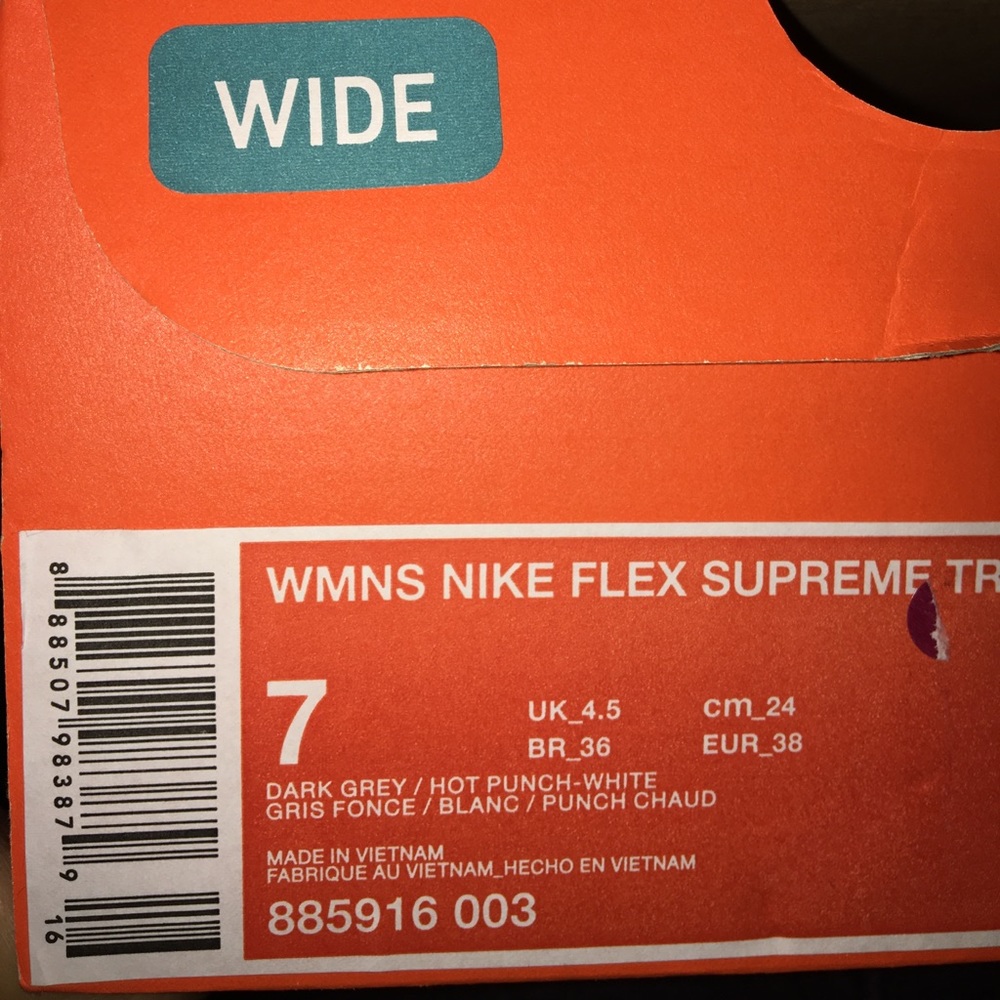 WIDE
WMNS NIKE FLEX SUPREME TR
7
UK_4.5 cm_24
BR_36 EUR_38
DARK GREY / HOT PUNCH-WHITE
GRIS FONCE / BLANC / PUNCH CHAUD
MADE IN VIETNAM
FABRIQUE AU VIETNAM_HECHO EN VIETNAM
885916 003
8 88507 98387 9
16